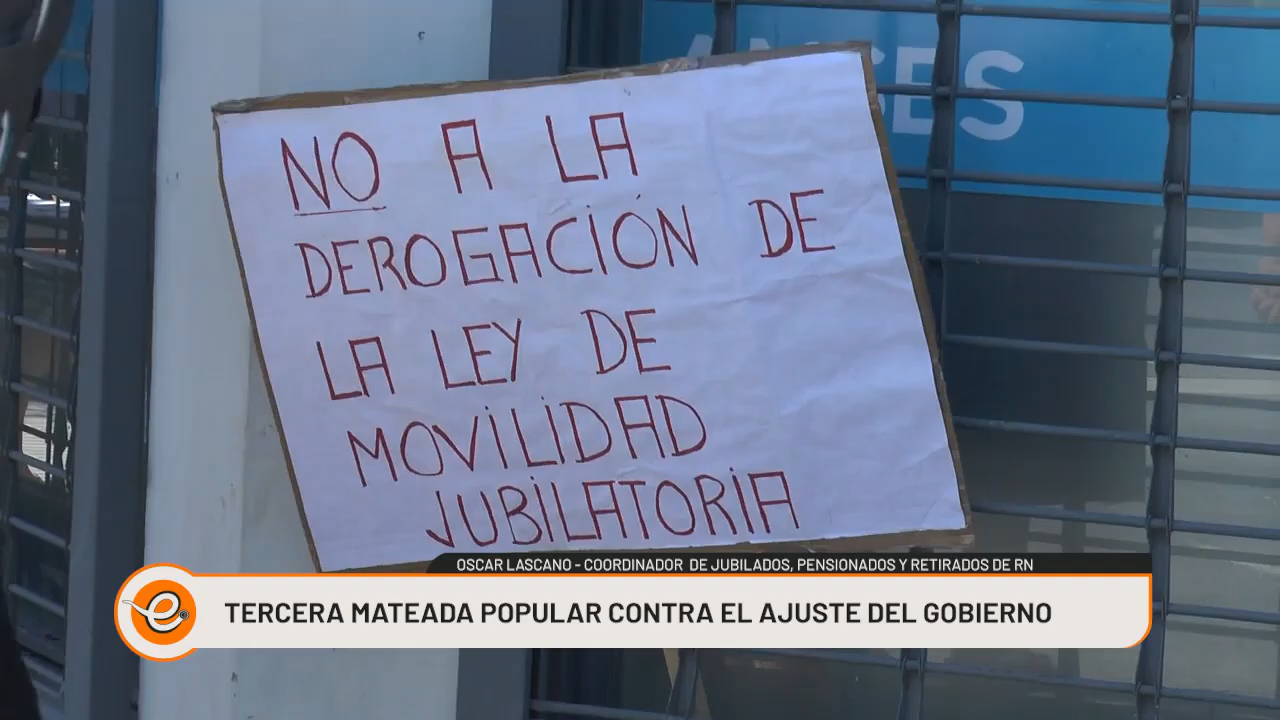 ANSES
NO A LA
DEROGACIÓN DE
LA LEY DE
MOVILIDAD
JUBILATORIA
OSCAR LASCANO - COORDINADOR DE JUBILADOS, PENSIONADOS Y RETIRADOS DE RN
e
TERCERA MATEADA POPULAR CONTRA EL AJUSTE DEL GOBIERNO